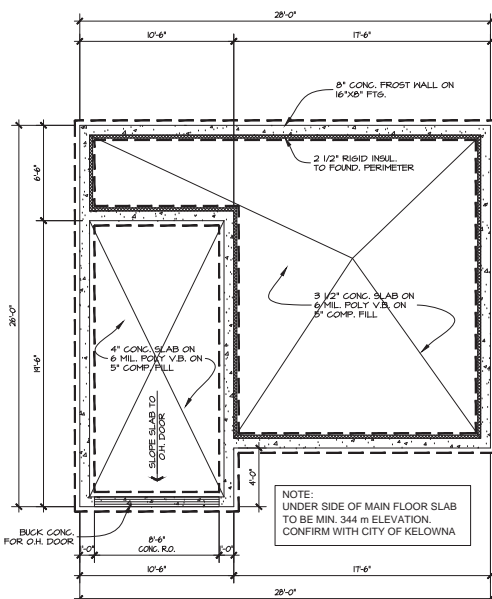 28'-0"
10'-6"
17'-6"
8" CONC. FROST WALL ON
16"X8" FTG.
2 1/2" RIGID INSUL.
TO FOUND. PERIMETER
6'-6"
26'-0"
19'-6"
3 1/2" CONC. SLAB ON
6 MIL. POLY V.B. ON
5" COMP. FILL
4" CONC. SLAB ON
6 MIL. POLY V.B. ON
5" COMP. FILL
SLOPE SLAB TO
O.H. DOOR
4'-0"
NOTE:
UNDER SIDE OF MAIN FLOOR SLAB
TO BE MIN. 344 m ELEVATION.
CONFIRM WITH CITY OF KELOWNA
BUCK CONC.
FOR O.H. DOOR
1'-0"
8'-6"
CONC. R.O.
1'-0"
10'-6"
17'-6"
28'-0"